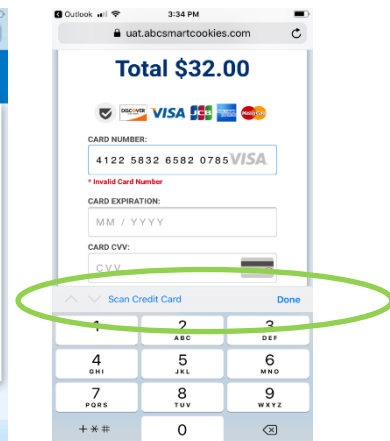 Outlook 3:34 PM
uat.abcsmartcookies.com
Total $32.00
DISCOVER VISA JCB MasterCard
CARD NUMBER:
4122 5832 6582 0785 VISA
* Invalid Card Number
CARD EXPIRATION:
MM / YYYY
CARD CVV:
CVV
Scan Credit Card Done
1 2 3
ABC DEF
4 5 6
GHI JKL MNO
7 8 9
PQRS TUV WXYZ
+ * # 0